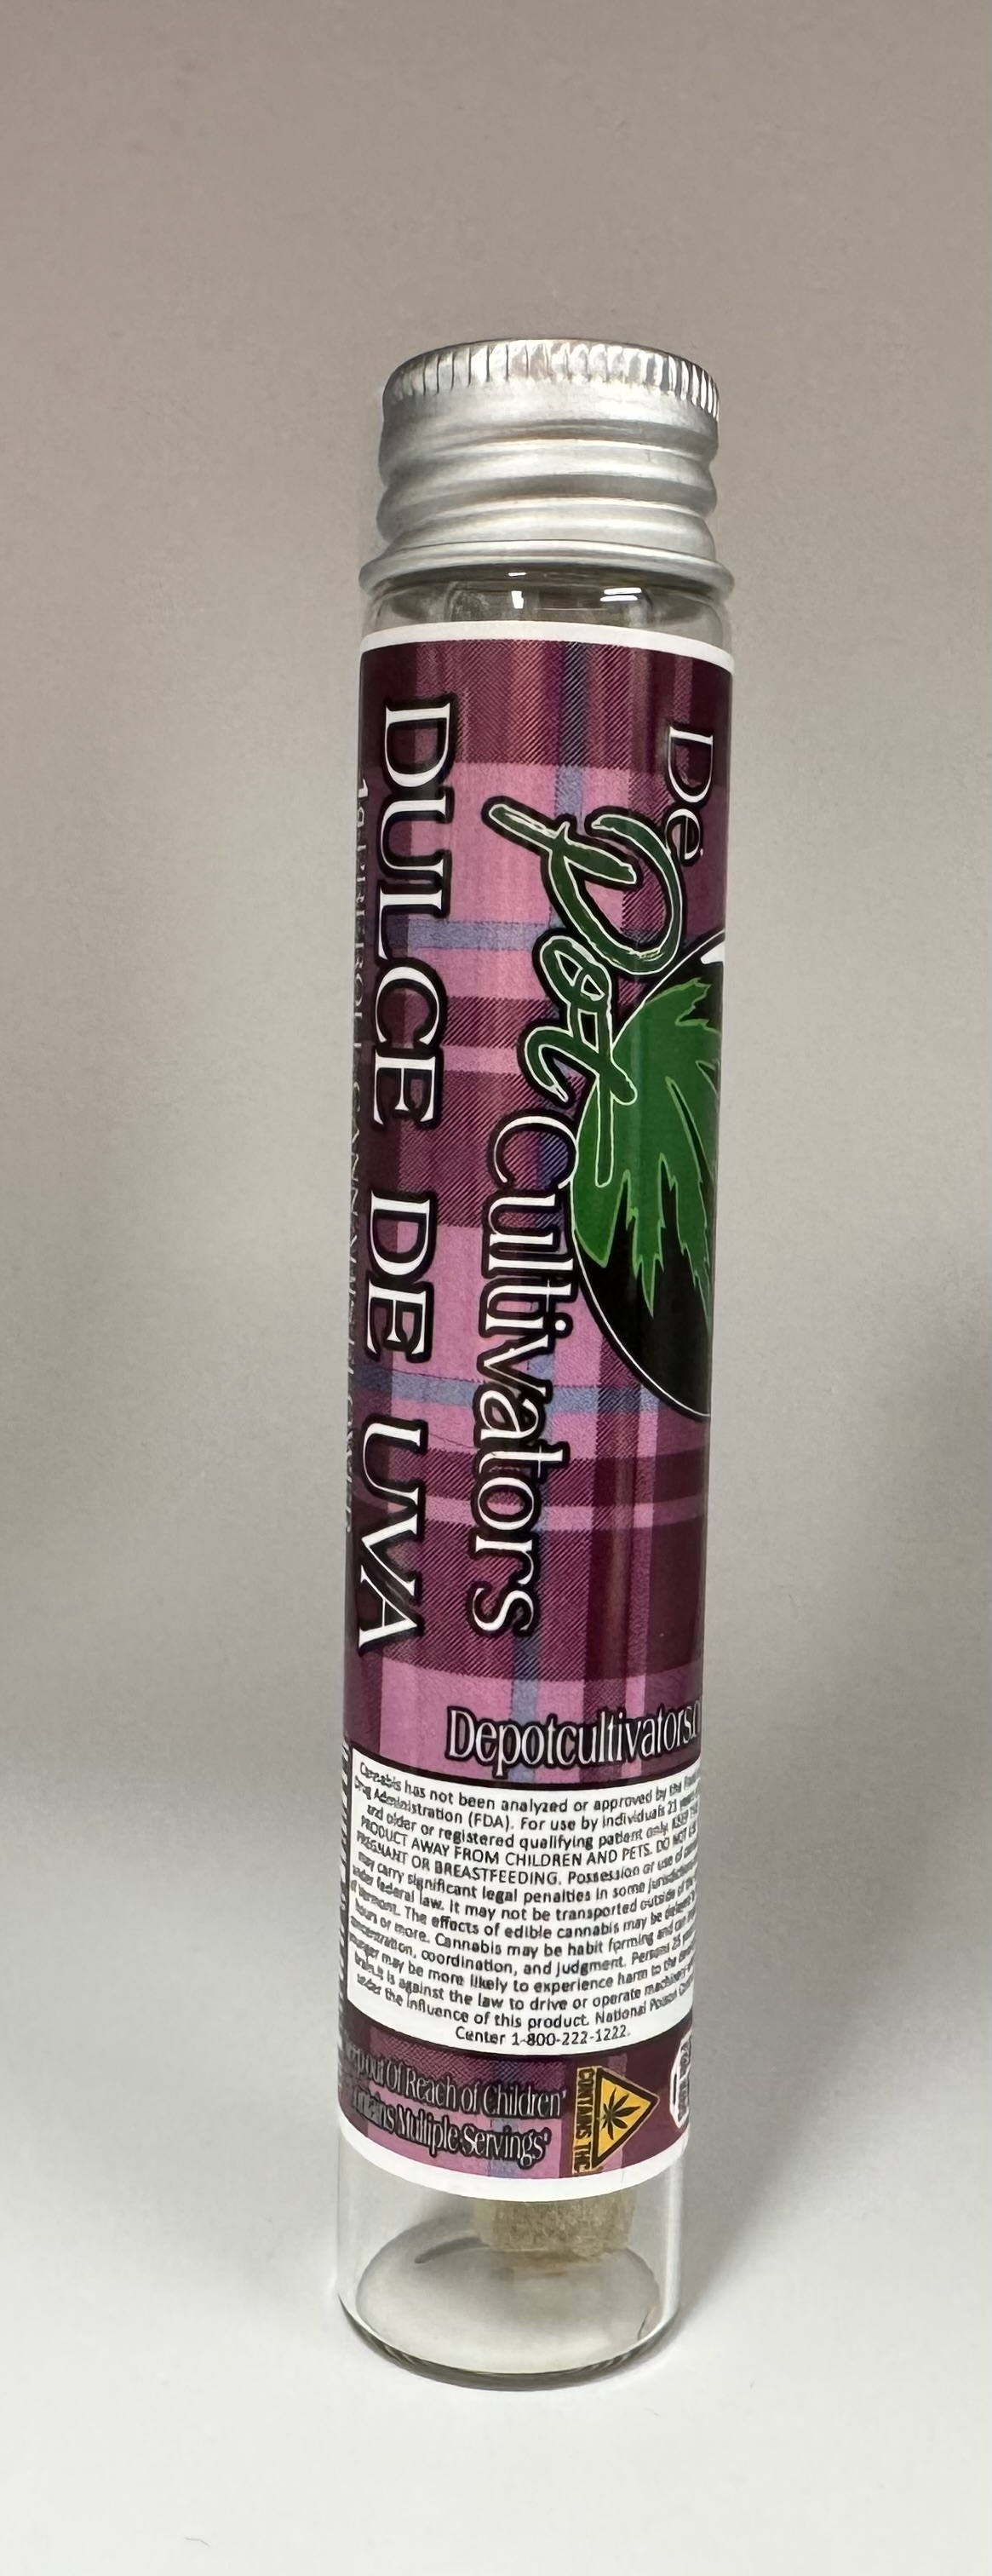 De
Pot
Cultivators
DULCE DE UVA
Depotcultivators
Cannabis has not been analyzed or approved by the
Drug Administration (FDA). For use by individuals 21
and older or registered qualifying patient only. KEEP
PRODUCT AWAY FROM CHILDREN AND PETS. DO NOT
PREGNANT OR BREASTFEEDING. Possession or use of
may carry significant legal penalties in some
under federal law. It may not be transported outside of
of Vermont. The effects of edible cannabis may be
hours or more. Cannabis may be habit forming and can
concentration, coordination, and judgment. Persons 25
younger may be more likely to experience harm to the
brain. It is against the law to drive or operate machinery
under the influence of this product. National Poison
Center 1-800-222-1222.
Out Of Reach of Children'
Multiple Servings'
CONTAINS THC